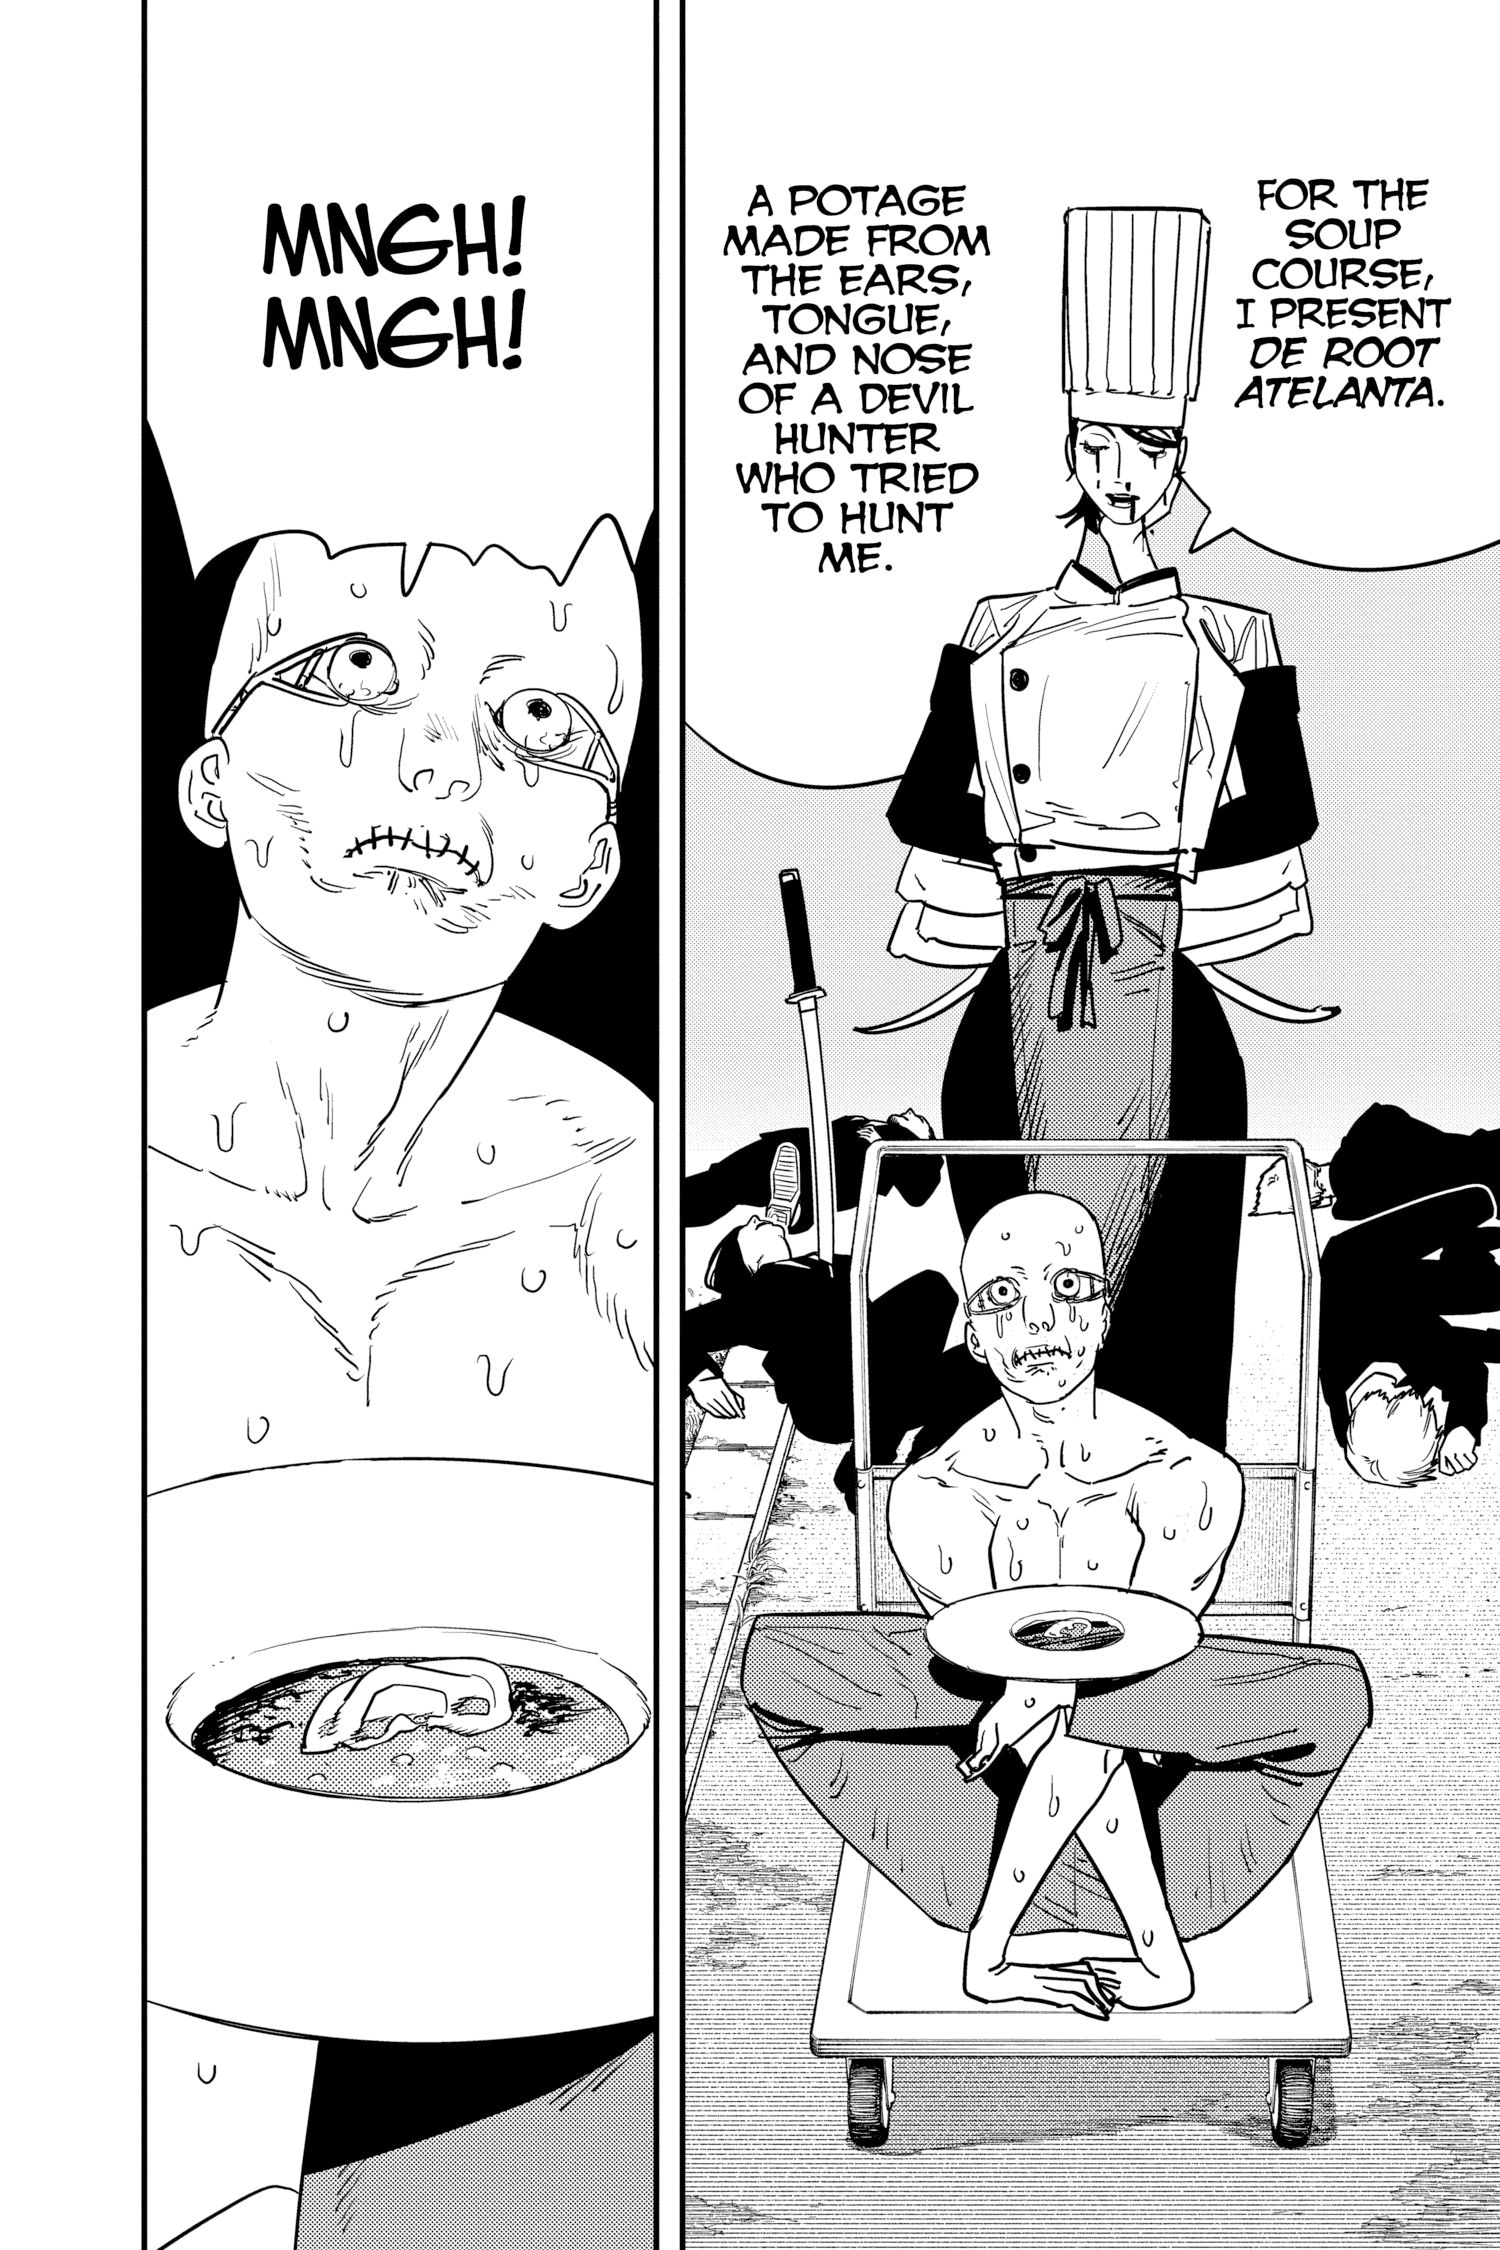 FOR THE
SOUP
COURSE,
I PRESENT
DE ROOT
ATELANTA.
A POTAGE
MADE FROM
THE EARS,
TONGUE,
AND NOSE
OF A DEVIL
HUNTER
WHO TRIED
TO HUNT
ME.
MNGH!
MNGH!